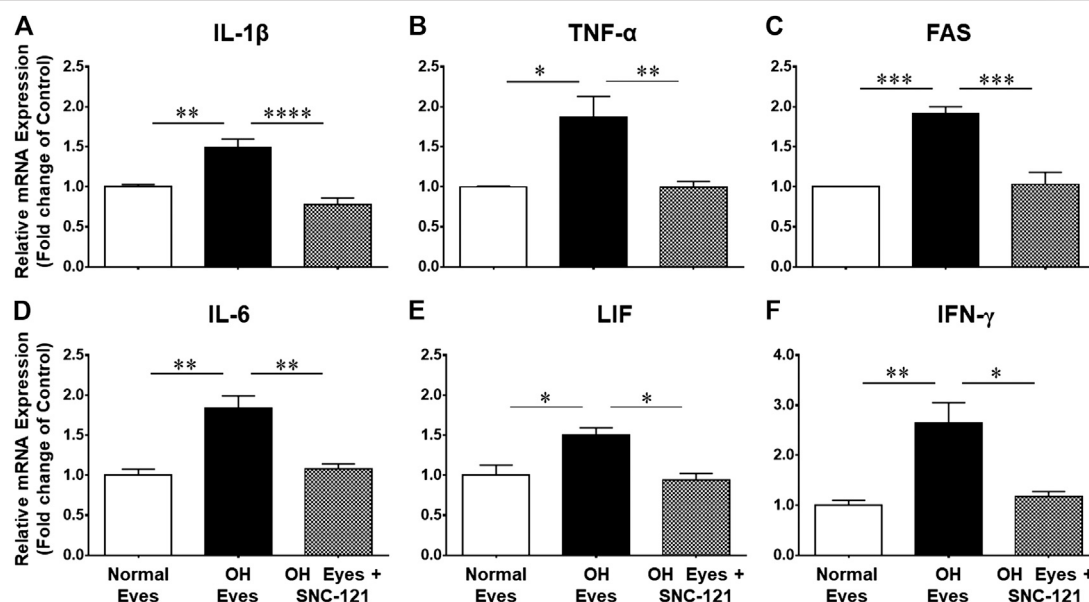 A IL-1β
Relative mRNA Expression
(Fold change of Control)
2.5
2.0
1.5
1.0
0.5
0.0
** ****
B TNF-α
2.5
2.0
1.5
1.0
0.5
0.0
* **
C FAS
2.5
2.0
1.5
1.0
0.5
0.0
*** ***
D IL-6
Relative mRNA Expression
(Fold change of Control)
2.5
2.0
1.5
1.0
0.5
0.0
** **
Normal OH OH Eyes +
Eyes Eyes SNC-121
E LIF
2.5
2.0
1.5
1.0
0.5
0.0
* *
Normal OH OH Eyes +
Eyes Eyes SNC-121
F IFN-γ
4.0
3.0
2.0
1.0
0.0
** *
Normal OH OH Eyes +
Eyes Eyes SNC-121